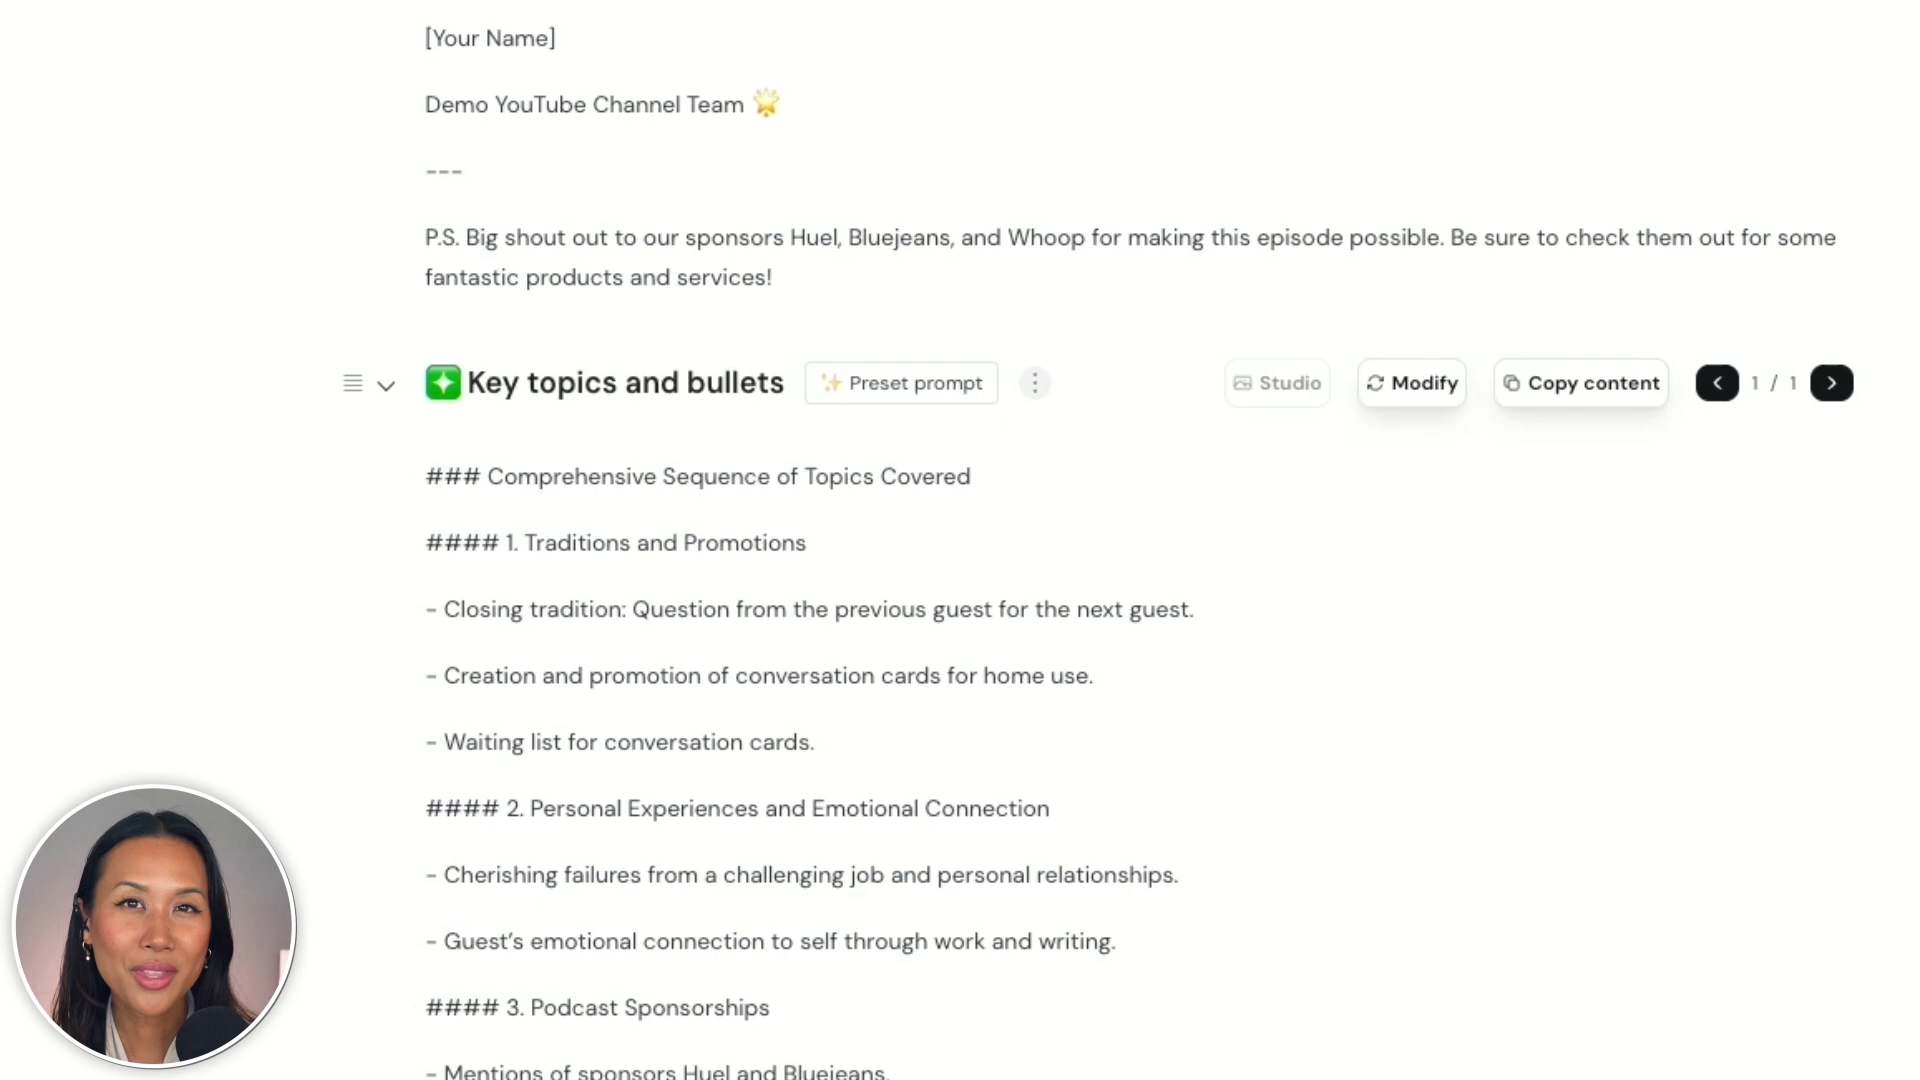 [Your Name]
Demo YouTube Channel Team 🌟
---
P.S. Big shout out to our sponsors Huel, Bluejeans, and Whoop for making this episode possible. Be sure to check them out for some
fantastic products and services!
Key topics and bullets
✨ Preset prompt
Studio
Modify
Copy content
1 / 1
### Comprehensive Sequence of Topics Covered
#### 1. Traditions and Promotions
- Closing tradition: Question from the previous guest for the next guest.
- Creation and promotion of conversation cards for home use.
- Waiting list for conversation cards.
#### 2. Personal Experiences and Emotional Connection
- Cherishing failures from a challenging job and personal relationships.
- Guest’s emotional connection to self through work and writing.
#### 3. Podcast Sponsorships
- Mentions of sponsors Huel and Bluejeans.